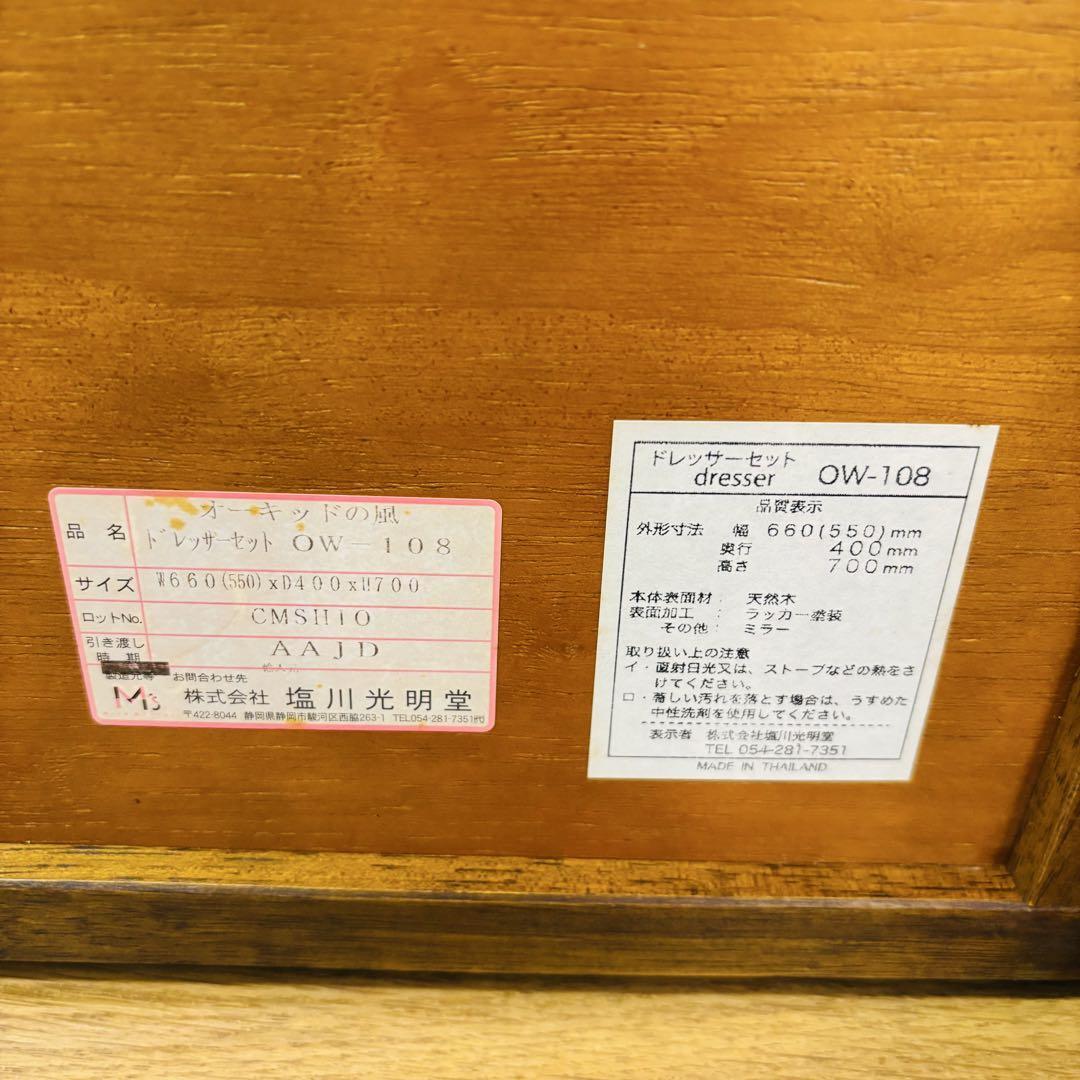 品名
オーキッドの風
ドレッサーセット OW-108
サイズ W660(550)xD400xH700
ロットNo. CMSH10
引き渡し時期 AAJD
製造元等 お問合わせ先
M's 株式会社 塩川光明堂
〒422-8044 静岡県静岡市駿河区西脇263-1 TEL054-281-7351㈹
ドレッサーセット
dresser OW-108
品質表示
外形寸法 幅 660(550)mm
奥行 400mm
高さ 700mm
本体表面材: 天然木
表面加工: ラッカー塗装
その他: ミラー
取り扱い上の注意
イ・直射日光又は、ストーブなどの熱をさ
けてください。
ロ・著しい汚れを落とす場合は、うすめた
中性洗剤を使用してください。
表示者 株式会社塩川光明堂
TEL 054-281-7351
MADE IN THAILAND